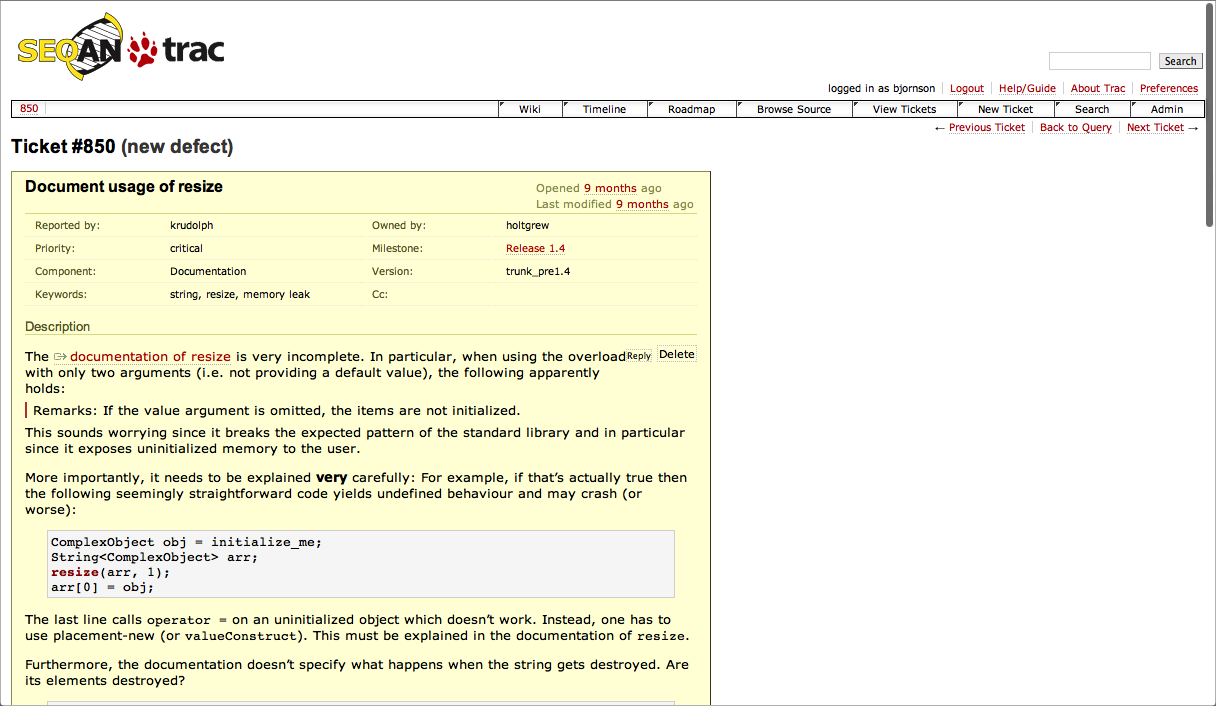 SEQAN trac
Search
logged in as bjornson Logout Help/Guide About Trac Preferences
850 Wiki Timeline Roadmap Browse Source View Tickets New Ticket Search Admin
← Previous Ticket Back to Query Next Ticket →
Ticket #850 (new defect)
Document usage of resize
Opened 9 months ago
Last modified 9 months ago
Reported by: krudolph Owned by: holtgrew
Priority: critical Milestone: Release 1.4
Component: Documentation Version: trunk_pre1.4
Keywords: string, resize, memory leak Cc:
Description
Reply Delete
The documentation of resize is very incomplete. In particular, when using the overload
with only two arguments (i.e. not providing a default value), the following apparently
holds:
Remarks: If the value argument is omitted, the items are not initialized.
This sounds worrying since it breaks the expected pattern of the standard library and in particular
since it exposes uninitialized memory to the user.
More importantly, it needs to be explained very carefully: For example, if that’s actually true then
the following seemingly straightforward code yields undefined behaviour and may crash (or
worse):
ComplexObject obj = initialize_me;
String<ComplexObject> arr;
resize(arr, 1);
arr[0] = obj;
The last line calls operator = on an uninitialized object which doesn’t work. Instead, one has to
use placement-new (or valueConstruct). This must be explained in the documentation of resize.
Furthermore, the documentation doesn’t specify what happens when the string gets destroyed. Are
its elements destroyed?